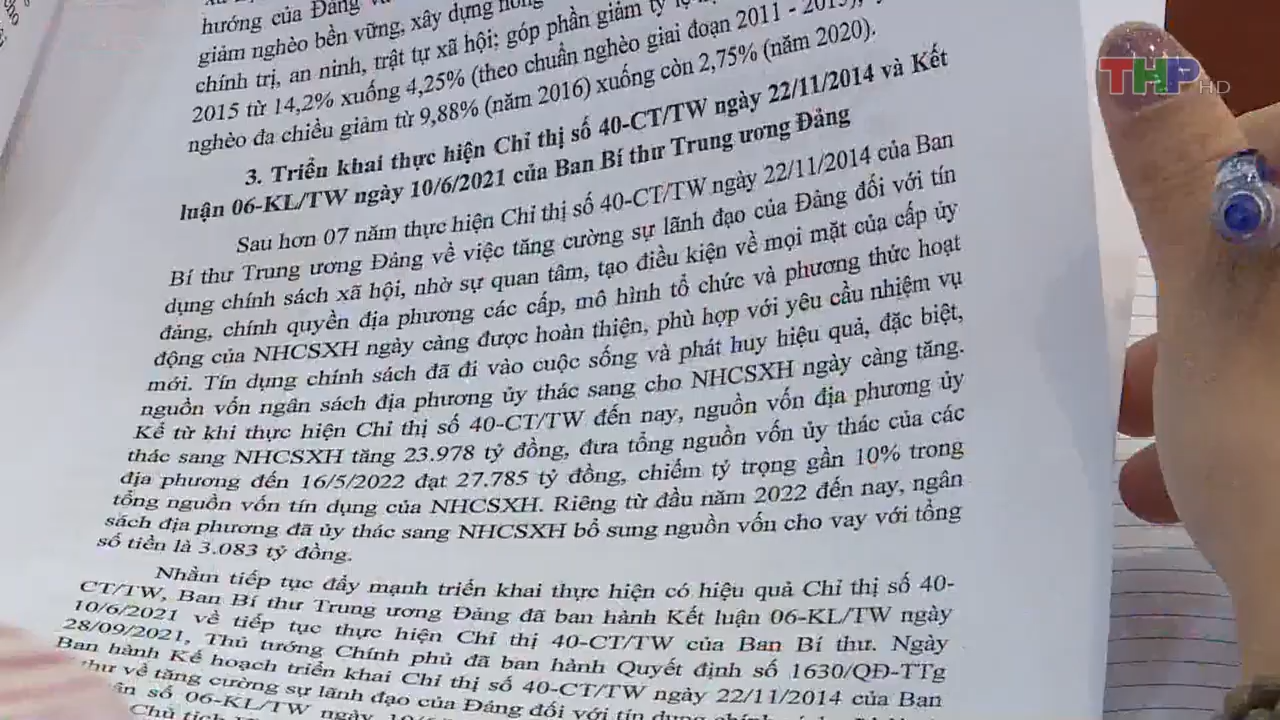 hướng của Đảng
giảm nghèo bền vững, xây dựng nông
chính trị, an ninh, trật tự xã hội; góp phần giảm tỷ lệ
2015 từ 14,2% xuống 4,25% (theo chuẩn nghèo giai đoạn 2011 - 2015),
nghèo đa chiều giảm từ 9,88% (năm 2016) xuống còn 2,75% (năm 2020).
3. Triển khai thực hiện Chỉ thị số 40-CT/TW ngày 22/11/2014 và Kết
luận 06-KL/TW ngày 10/6/2021 của Ban Bí thư Trung ương Đảng
Sau hơn 07 năm thực hiện Chỉ thị số 40-CT/TW ngày 22/11/2014 của Ban
Bí thư Trung ương Đảng về việc tăng cường sự lãnh đạo của Đảng đối với tín
dụng chính sách xã hội, nhờ sự quan tâm, tạo điều kiện về mọi mặt của cấp ủy
đảng, chính quyền địa phương các cấp, mô hình tổ chức và phương thức hoạt
động của NHCSXH ngày càng được hoàn thiện, phù hợp với yêu cầu nhiệm vụ
mới. Tín dụng chính sách đã đi vào cuộc sống và phát huy hiệu quả, đặc biệt,
nguồn vốn ngân sách địa phương ủy thác sang cho NHCSXH ngày càng tăng.
Kể từ khi thực hiện Chỉ thị số 40-CT/TW đến nay, nguồn vốn địa phương ủy
thác sang NHCSXH tăng 23.978 tỷ đồng, đưa tổng nguồn vốn ủy thác của các
địa phương đến 16/5/2022 đạt 27.785 tỷ đồng, chiếm tỷ trọng gần 10% trong
tổng nguồn vốn tín dụng của NHCSXH. Riêng từ đầu năm 2022 đến nay, ngân
sách địa phương đã ủy thác sang NHCSXH bổ sung nguồn vốn cho vay với tổng
số tiền là 3.083 tỷ đồng.
Nhằm tiếp tục đẩy mạnh triển khai thực hiện có hiệu quả Chỉ thị số 40-
CT/TW, Ban Bí thư Trung ương Đảng đã ban hành Kết luận 06-KL/TW ngày
10/6/2021 về tiếp tục thực hiện Chỉ thị 40-CT/TW của Ban Bí thư. Ngày
28/09/2021, Thủ tướng Chính phủ đã ban hành Quyết định số 1630/QĐ-TTg
Ban hành Kế hoạch triển khai Chỉ thị số 40-CT/TW ngày 22/11/2014 của Ban
thư về tăng cường sự lãnh đạo của Đảng đối với tín dụng
số 06-KL/TW ngày
Chủ tịch
THP HD